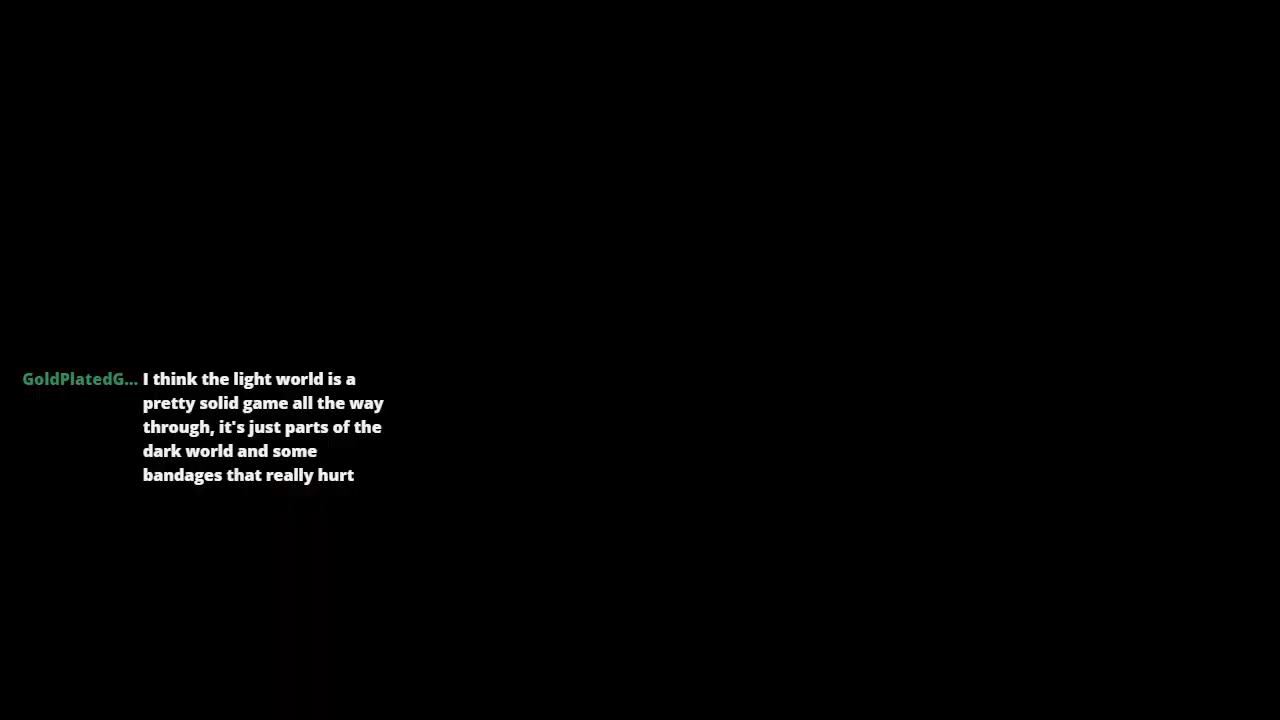 GoldPlatedG... I think the light world is a
pretty solid game all the way
through, it's just parts of the
dark world and some
bandages that really hurt